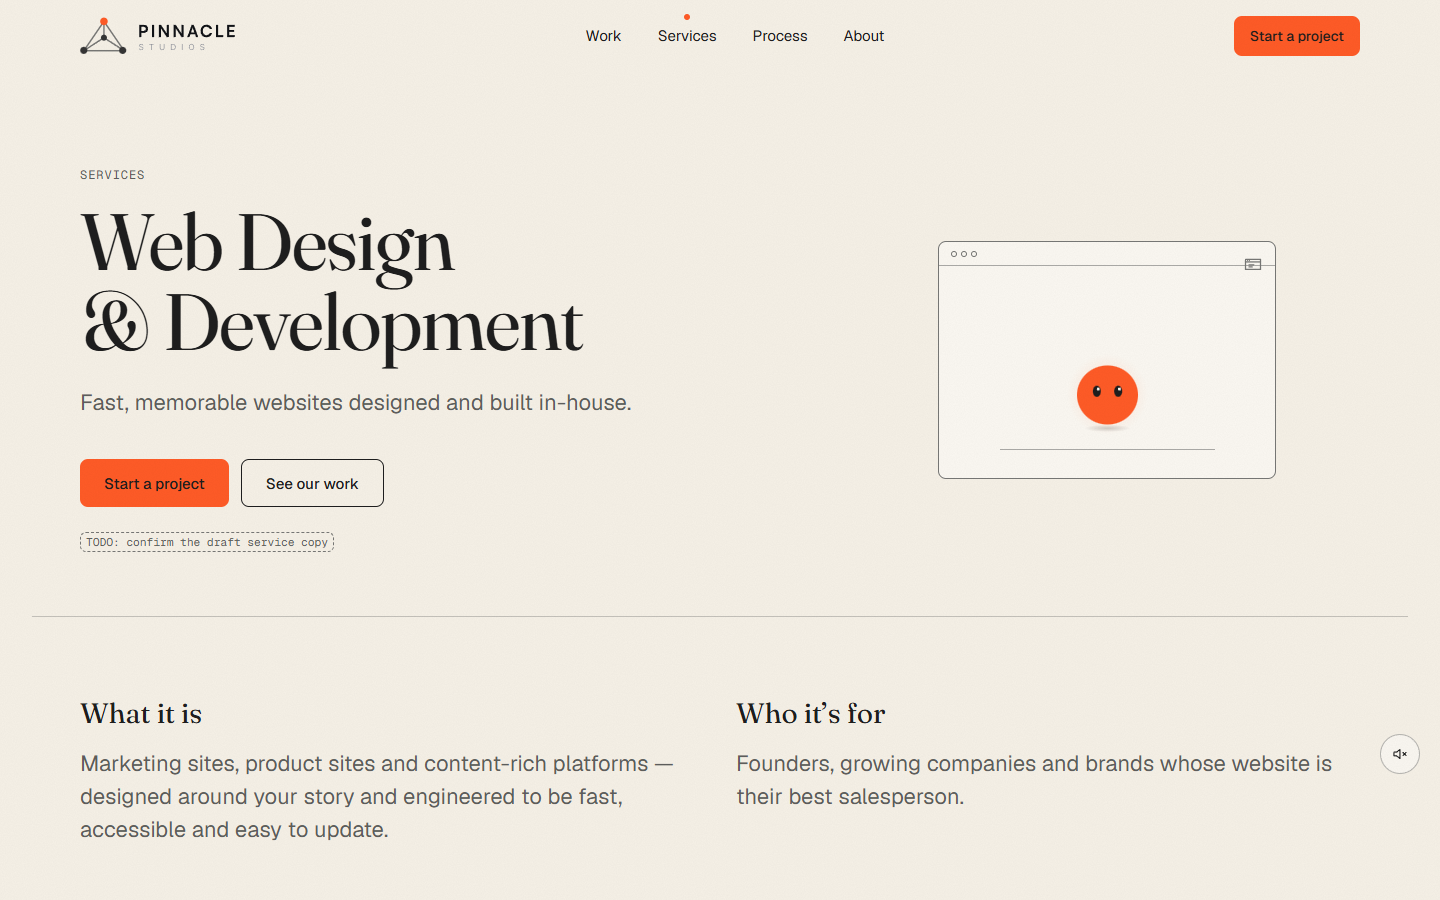 PINNACLE
STUDIOS
Work
Services
Process
About
Start a project
SERVICES
Web Design
& Development
Fast, memorable websites designed and built in-house.
Start a project
See our work
TODO: confirm the draft service copy
What it is
Marketing sites, product sites and content-rich platforms —
designed around your story and engineered to be fast,
accessible and easy to update.
Who it’s for
Founders, growing companies and brands whose website is
their best salesperson.